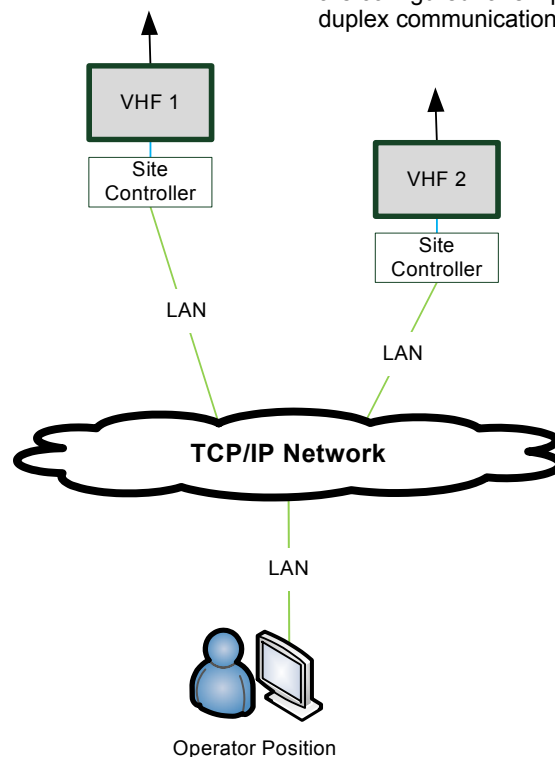 duplex communication
VHF 1
Site
Controller
VHF 2
Site
Controller
LAN
LAN
TCP/IP Network
LAN
Operator Position